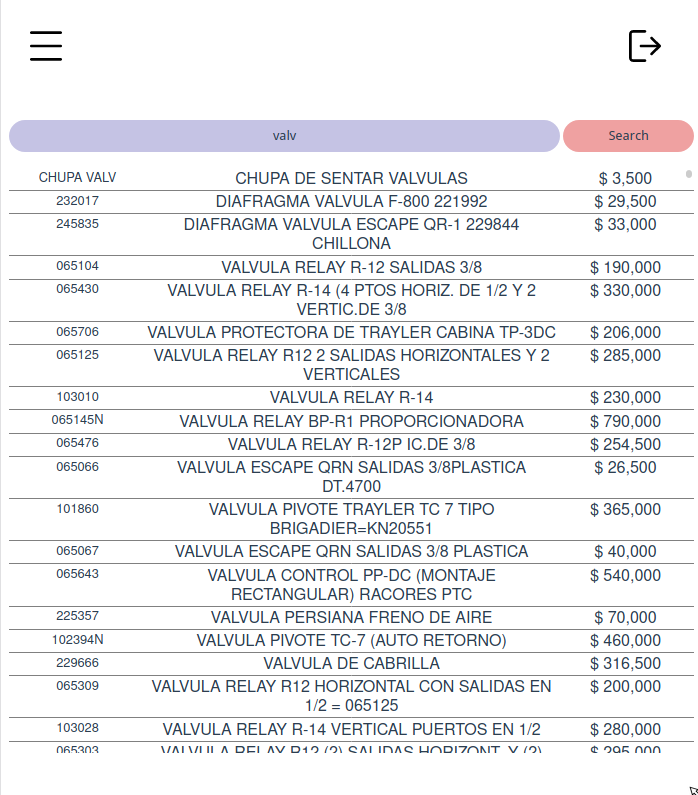 valv Search
CHUPA VALV CHUPA DE SENTAR VALVULAS $ 3,500
232017 DIAFRAGMA VALVULA F-800 221992 $ 29,500
245835 DIAFRAGMA VALVULA ESCAPE QR-1 229844 $ 33,000
CHILLONA
065104 VALVULA RELAY R-12 SALIDAS 3/8 $ 190,000
065430 VALVULA RELAY R-14 (4 PTOS HORIZ. DE 1/2 Y 2 $ 330,000
VERTIC.DE 3/8
065706 VALVULA PROTECTORA DE TRAYLER CABINA TP-3DC $ 206,000
065125 VALVULA RELAY R12 2 SALIDAS HORIZONTALES Y 2 $ 285,000
VERTICALES
103010 VALVULA RELAY R-14 $ 230,000
065145N VALVULA RELAY BP-R1 PROPORCIONADORA $ 790,000
065476 VALVULA RELAY R-12P IC.DE 3/8 $ 254,500
065066 VALVULA ESCAPE QRN SALIDAS 3/8PLASTICA $ 26,500
DT.4700
101860 VALVULA PIVOTE TRAYLER TC 7 TIPO $ 365,000
BRIGADIER=KN20551
065067 VALVULA ESCAPE QRN SALIDAS 3/8 PLASTICA $ 40,000
065643 VALVULA CONTROL PP-DC (MONTAJE $ 540,000
RECTANGULAR) RACORES PTC
225357 VALVULA PERSIANA FRENO DE AIRE $ 70,000
102394N VALVULA PIVOTE TC-7 (AUTO RETORNO) $ 460,000
229666 VALVULA DE CABRILLA $ 316,500
065309 VALVULA RELAY R12 HORIZONTAL CON SALIDAS EN $ 200,000
1/2 = 065125
103028 VALVULA RELAY R-14 VERTICAL PUERTOS EN 1/2 $ 280,000
065303 VALVULA RELAY R12 (2) SALIDAS HORIZONT. Y (2) $ 295,000